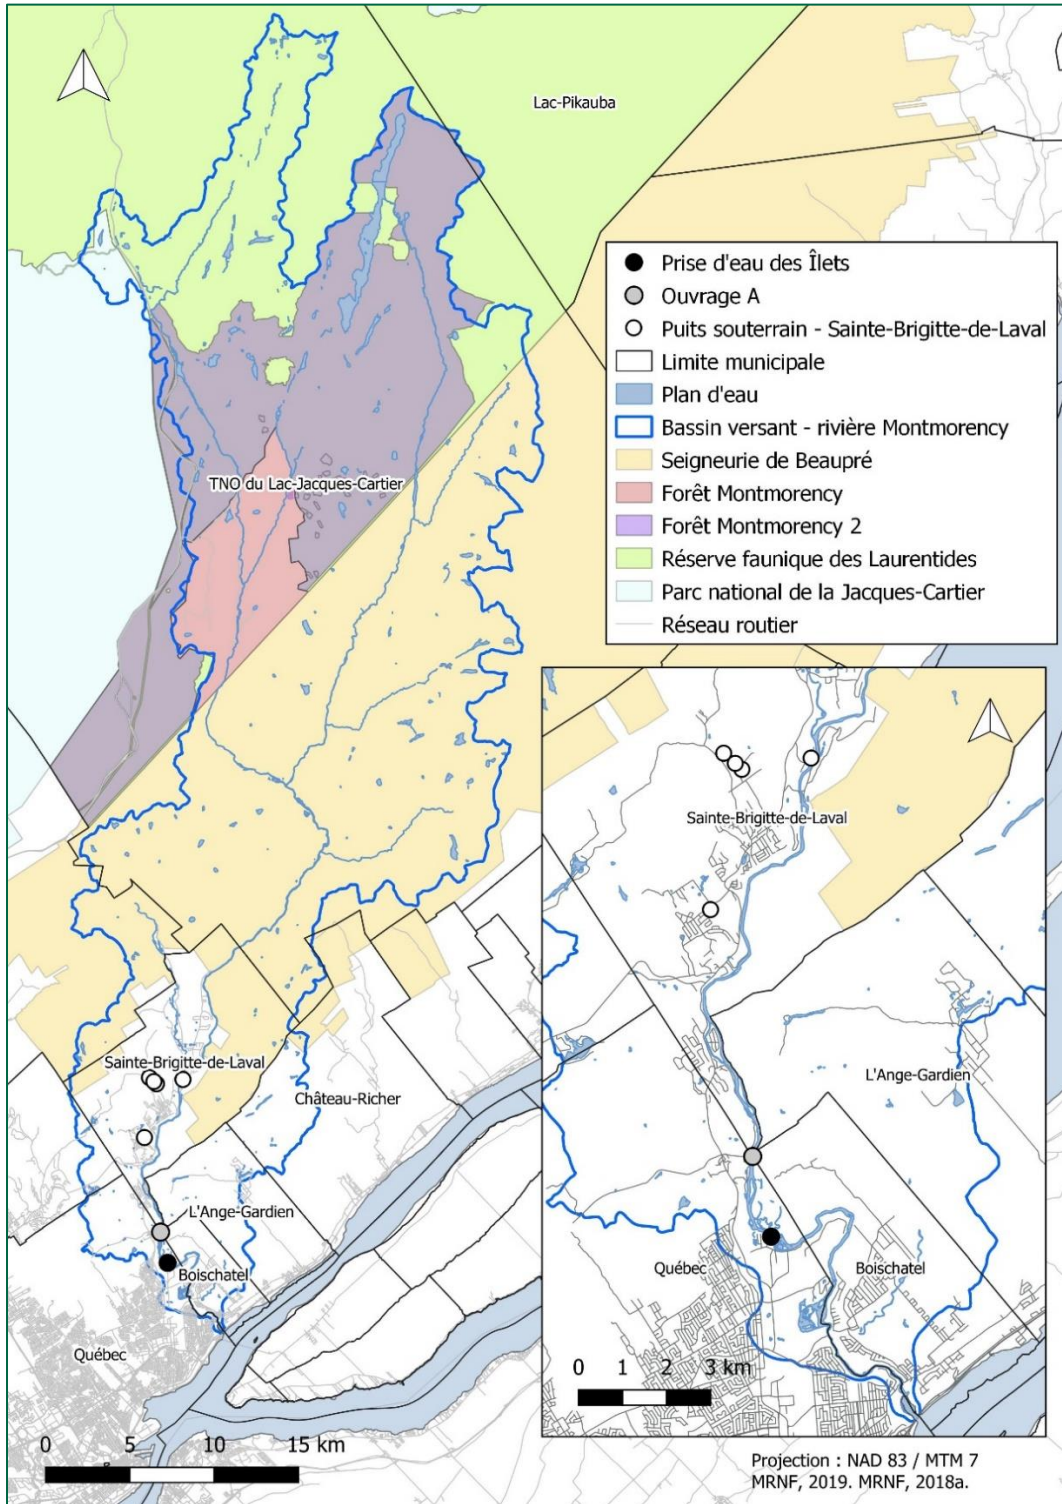 Lac-Pikauba
Prise d'eau des Îlets
Ouvrage A
Puits souterrain - Sainte-Brigitte-de-Laval
Limite municipale
Plan d'eau
Bassin versant - rivière Montmorency
Seigneurie de Beaupré
Forêt Montmorency
Forêt Montmorency 2
Réserve faunique des Laurentides
Parc national de la Jacques-Cartier
Réseau routier
TNO du Lac-Jacques-Cartier
Sainte-Brigitte-de-Laval
Château-Richer
L'Ange-Gardien
Boischatel
Québec
0 5 10 15 km
Sainte-Brigitte-de-Laval
L'Ange-Gardien
Québec
Boischatel
0 1 2 3 km
Projection : NAD 83 / MTM 7
MRNF, 2019. MRNF, 2018a.